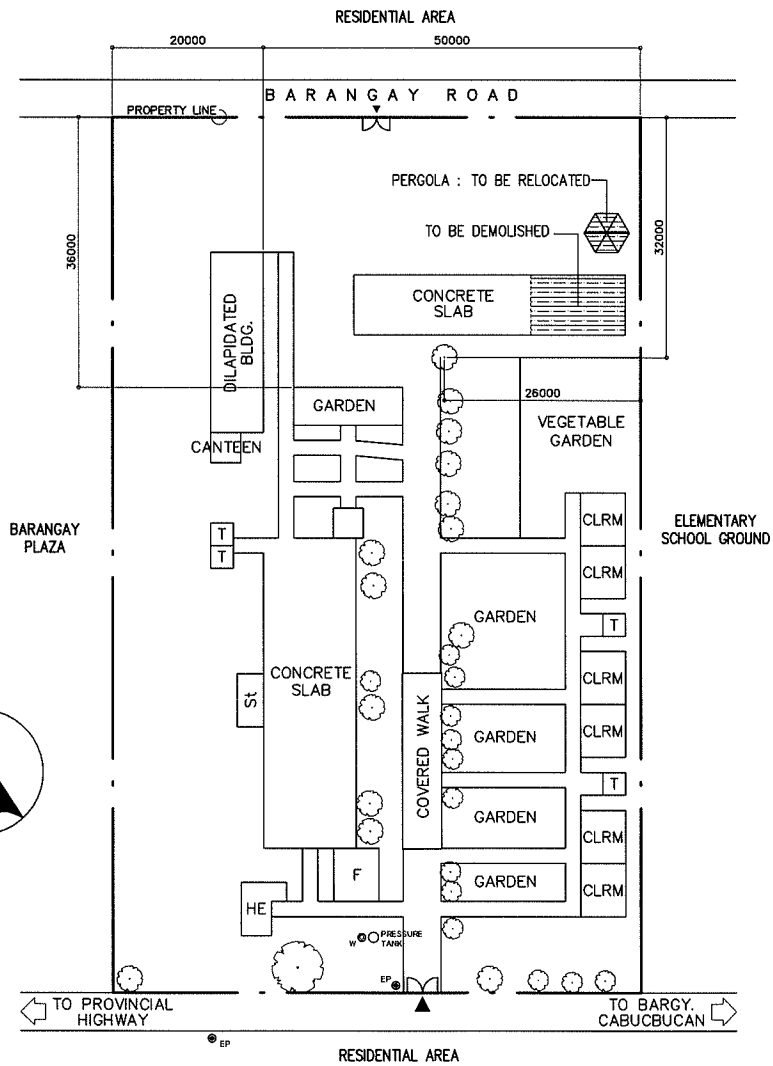 RESIDENTIAL AREA
20000
50000
BARANGAY ROAD
PROPERTY LINE
PERGOLA : TO BE RELOCATED
TO BE DEMOLISHED
36000
32000
CONCRETE
SLAB
DILAPIDATED
BLDG.
26000
GARDEN
VEGETABLE
GARDEN
CANTEEN
BARANGAY
PLAZA
ELEMENTARY
SCHOOL GROUND
CLRM
T
T
CLRM
GARDEN
T
CONCRETE
SLAB
St
COVERED WALK
CLRM
GARDEN
CLRM
T
GARDEN
CLRM
F
GARDEN
CLRM
HE
W
PRESSURE
TANK
EP
TO PROVINCIAL
HIGHWAY
TO BARGY.
CABUCBUCAN
EP
RESIDENTIAL AREA